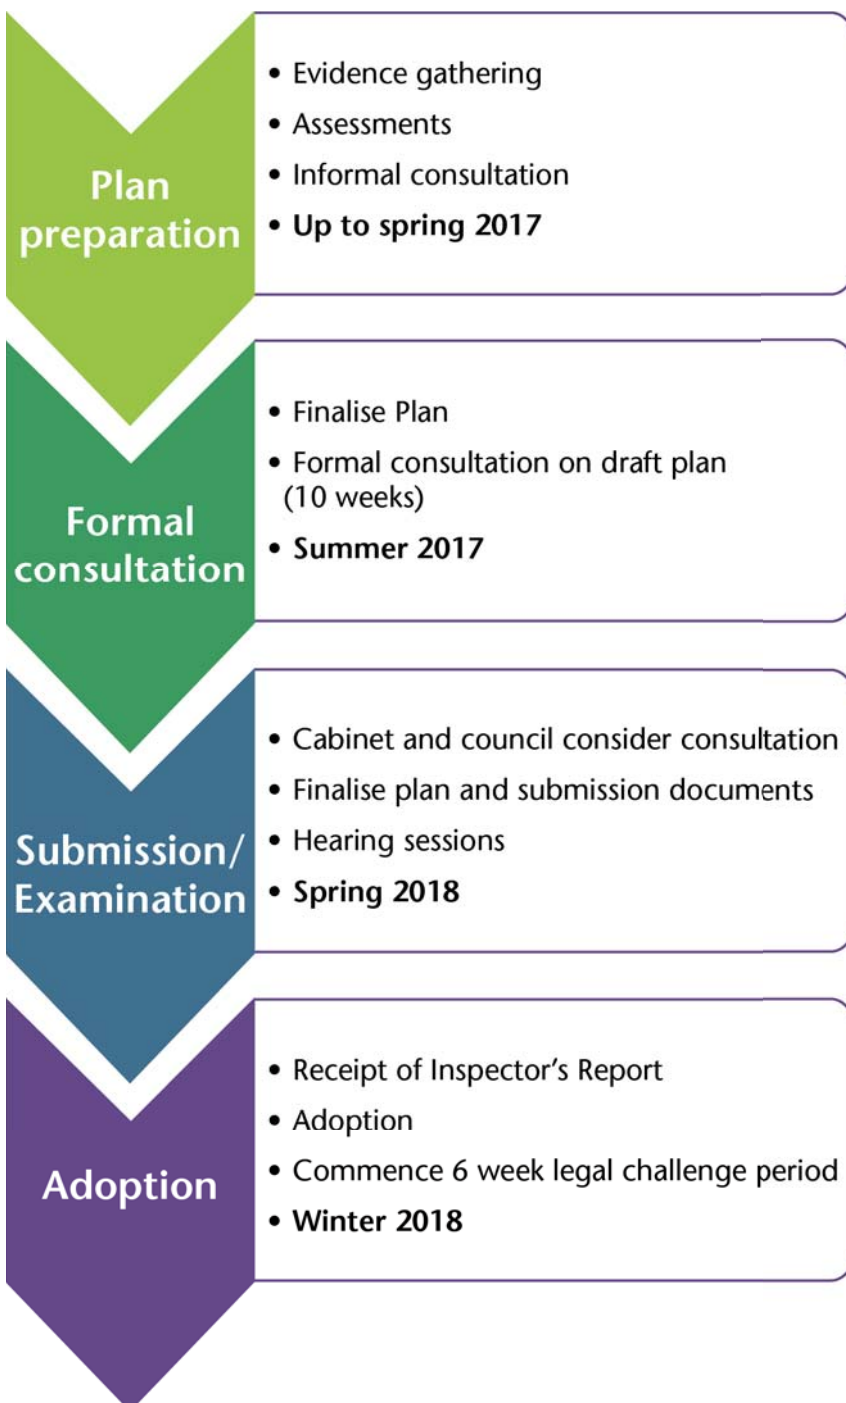 Plan
preparation
• Evidence gathering
• Assessments
• Informal consultation
• Up to spring 2017
Formal
consultation
• Finalise Plan
• Formal consultation on draft plan
(10 weeks)
• Summer 2017
Submission/
Examination
• Cabinet and council consider consultation
• Finalise plan and submission documents
• Hearing sessions
• Spring 2018
Adoption
• Receipt of Inspector’s Report
• Adoption
• Commence 6 week legal challenge period
• Winter 2018